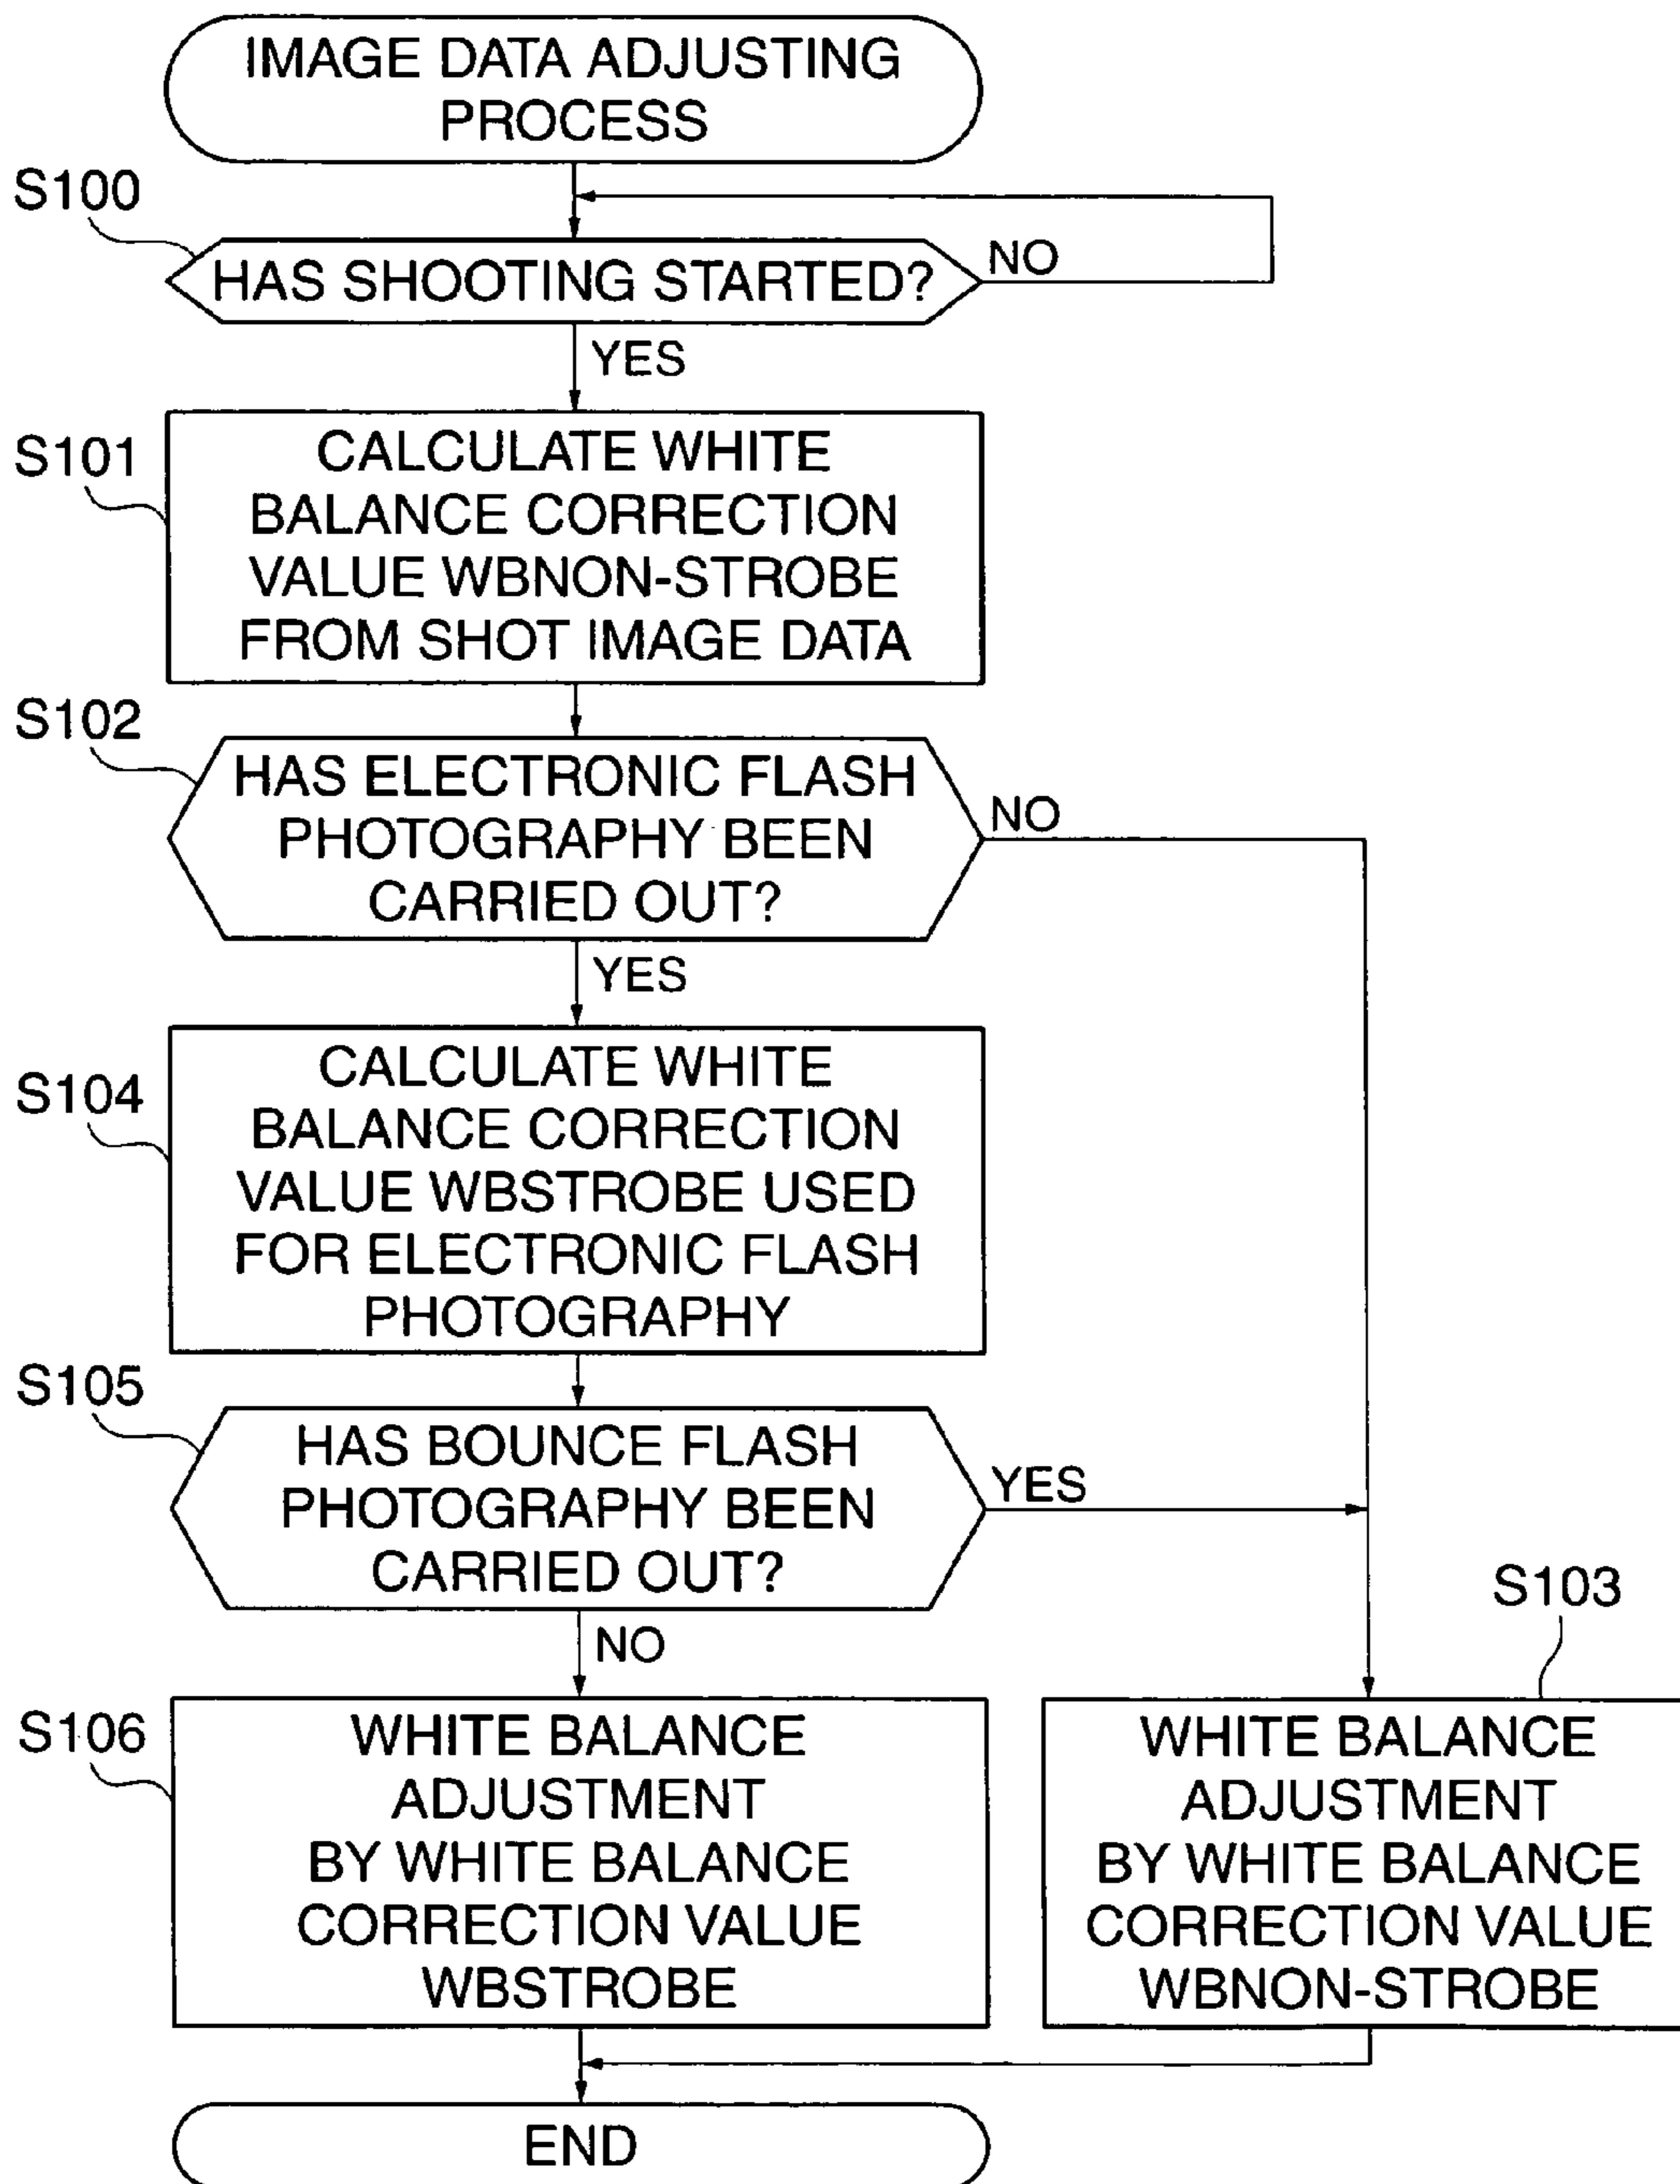 IMAGE DATA ADJUSTING
PROCESS
S100
HAS SHOOTING STARTED?
NO
YES
S101
CALCULATE WHITE
BALANCE CORRECTION
VALUE WBNON-STROBE
FROM SHOT IMAGE DATA
S102
HAS ELECTRONIC FLASH
PHOTOGRAPHY BEEN
CARRIED OUT?
NO
YES
S104
CALCULATE WHITE
BALANCE CORRECTION
VALUE WBSTROBE USED
FOR ELECTRONIC FLASH
PHOTOGRAPHY
S105
HAS BOUNCE FLASH
PHOTOGRAPHY BEEN
CARRIED OUT?
YES
NO
S106
WHITE BALANCE
ADJUSTMENT
BY WHITE BALANCE
CORRECTION VALUE
WBSTROBE
S103
WHITE BALANCE
ADJUSTMENT
BY WHITE BALANCE
CORRECTION VALUE
WBNON-STROBE
END